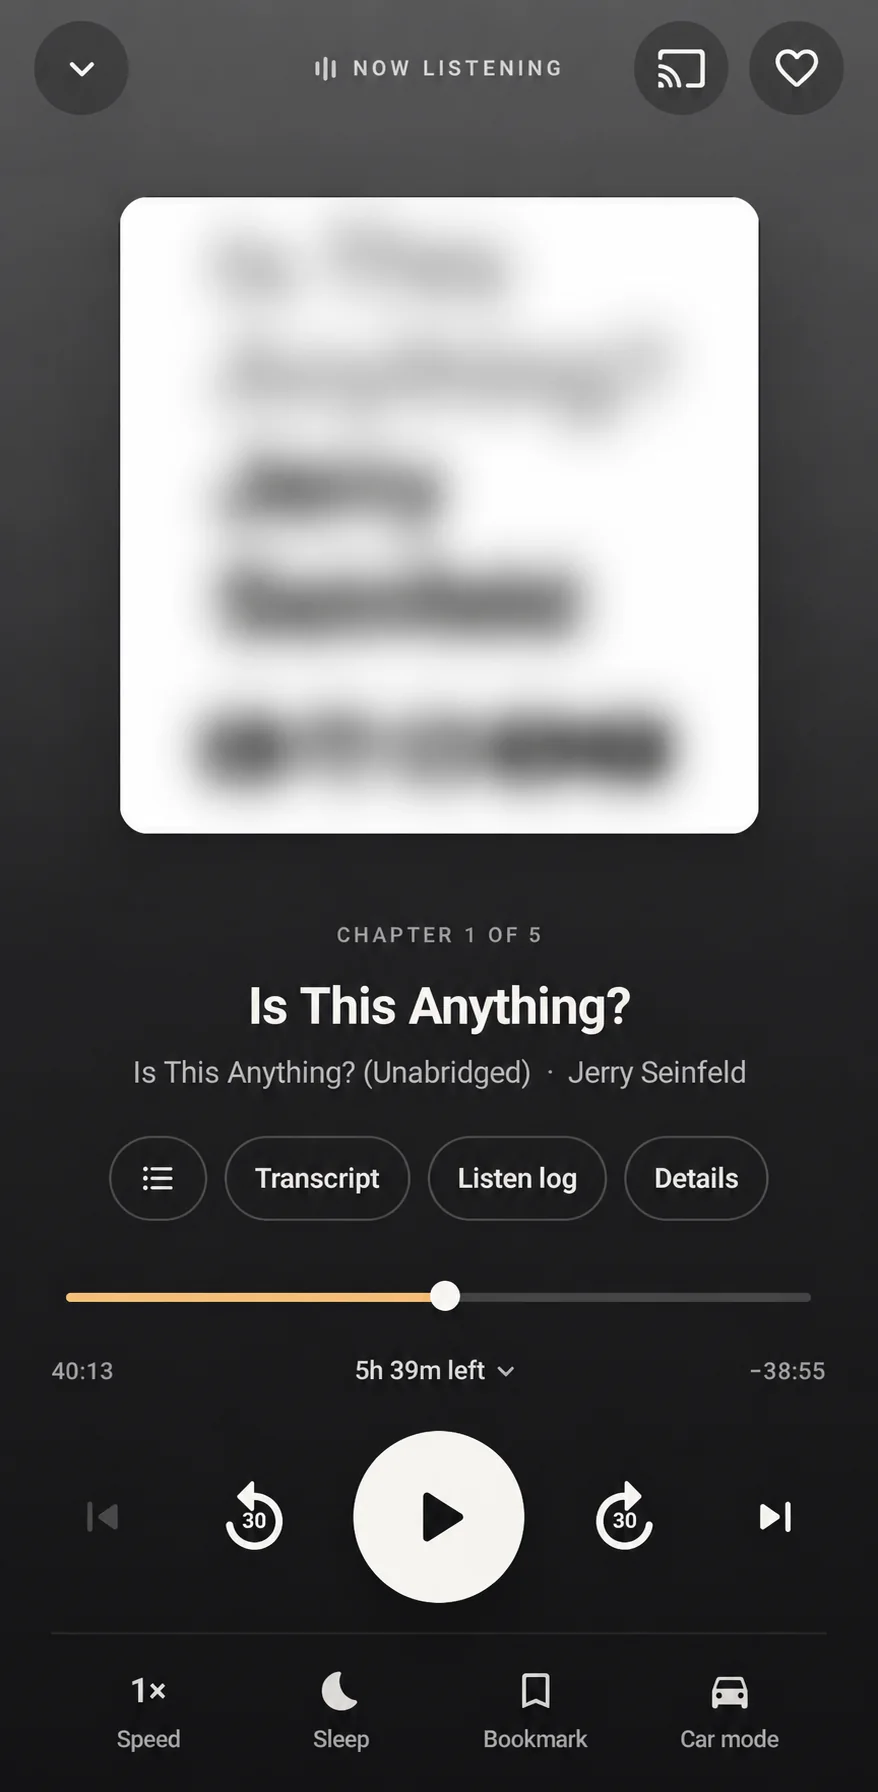 NOW LISTENING
CHAPTER 1 OF 5
Is This Anything?
Is This Anything? (Unabridged) · Jerry Seinfeld
Transcript Listen log Details
40:13 5h 39m left −38:55
30 30
1×
Speed Sleep Bookmark Car mode